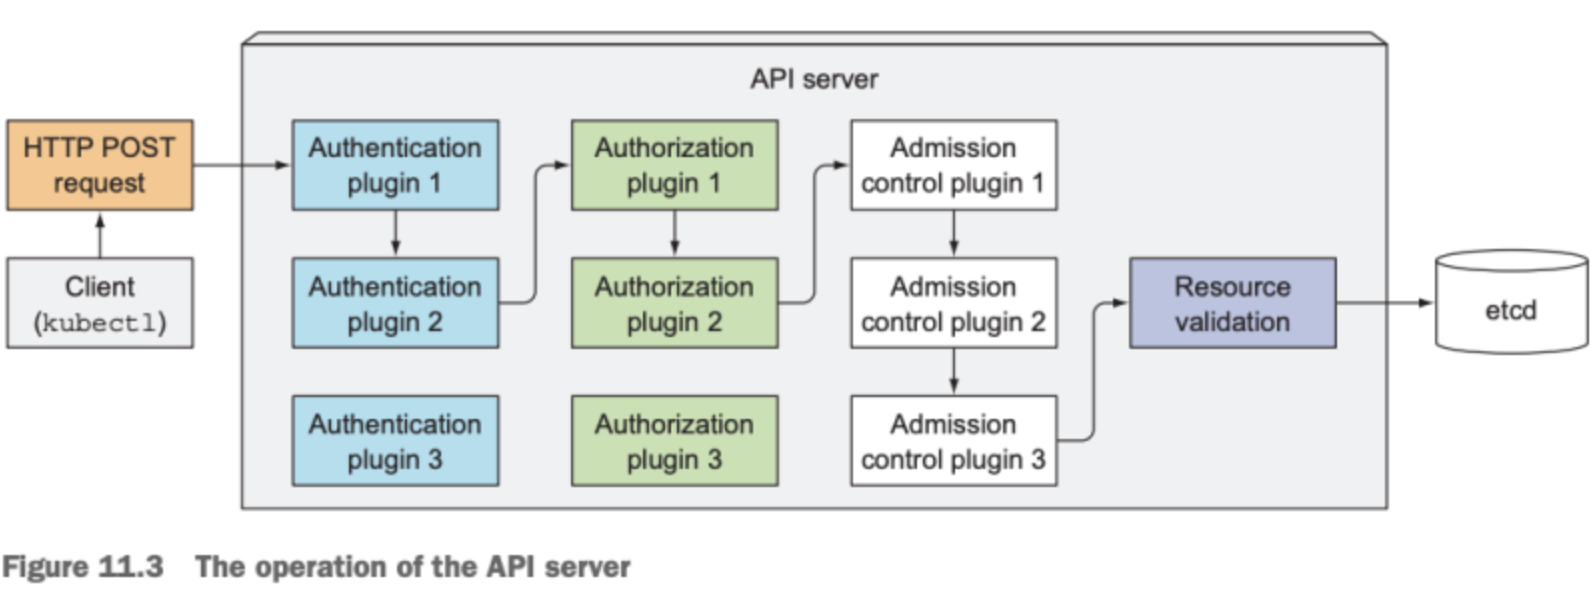 API server
HTTP POST
request
Client
(kubectl)
Authentication
plugin 1
Authentication
plugin 2
Authentication
plugin 3
Authorization
plugin 1
Authorization
plugin 2
Authorization
plugin 3
Admission
control plugin 1
Admission
control plugin 2
Admission
control plugin 3
Resource
validation
etcd
Figure 11.3 The operation of the API server